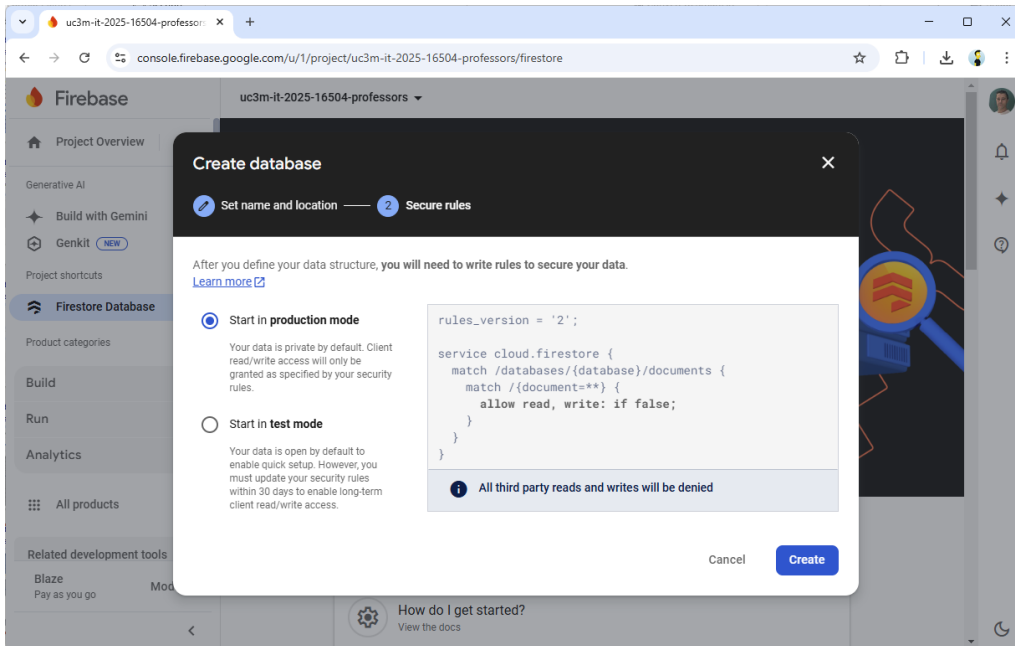 uc3m-it-2025-16504-professors
console.firebase.google.com/u/1/project/uc3m-it-2025-16504-professors/firestore
Firebase
uc3m-it-2025-16504-professors
Project Overview
Generative AI
Build with Gemini
Genkit NEW
Project shortcuts
Firestore Database
Product categories
Build
Run
Analytics
All products
Related development tools
Blaze
Pay as you go
Create database
Set name and location
2 Secure rules
After you define your data structure, you will need to write rules to secure your data.
Learn more
Start in production mode
Your data is private by default. Client
read/write access will only be
granted as specified by your security
rules.
Start in test mode
Your data is open by default to
enable quick setup. However, you
must update your security rules
within 30 days to enable long-term
client read/write access.
rules_version = '2';
service cloud.firestore {
match /databases/{database}/documents {
match /{document=**} {
allow read, write: if false;
}
}
}
All third party reads and writes will be denied
Cancel
Create
How do I get started?
View the docs